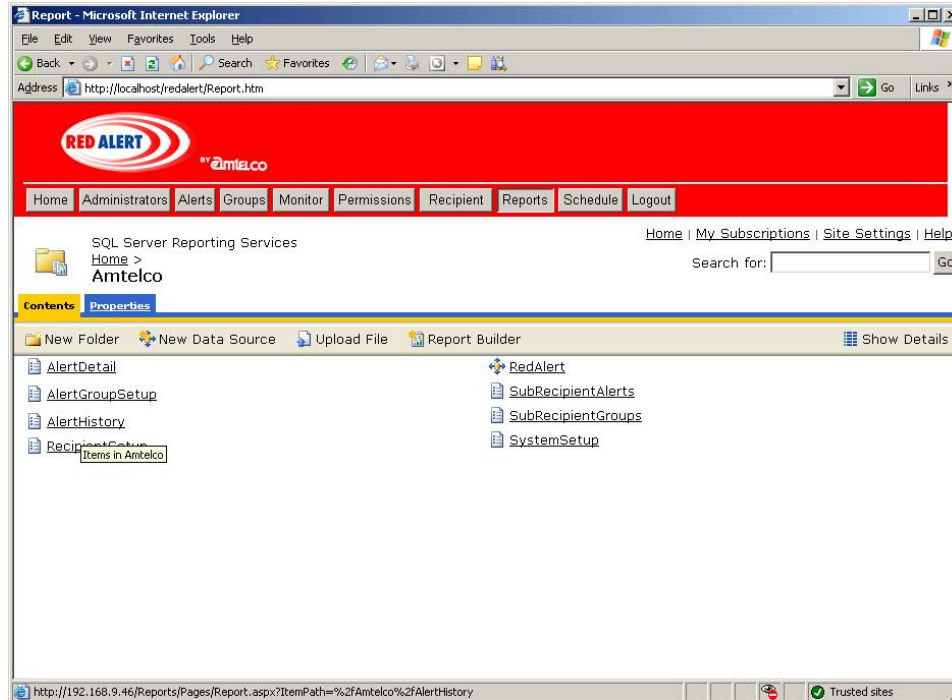 Report - Microsoft Internet Explorer
File Edit View Favorites Tools Help
Back Search Favorites
Address http://localhost/redalert/Report.htm Go Links
RED ALERT BY amtelco
Home Administrators Alerts Groups Monitor Permissions Recipient Reports Schedule Logout
Home | My Subscriptions | Site Settings | Help
SQL Server Reporting Services
Home >
Search for: Go
Amtelco
Contents Properties
New Folder New Data Source Upload File Report Builder Show Details
AlertDetail RedAlert
AlertGroupSetup SubRecipientAlerts
AlertHistory SubRecipientGroups
RecipientSetup SystemSetup
Items in Amtelco
http://192.168.9.46/Reports/Pages/Report.aspx?ItemPath=%2fAmtelco%2fAlertHistory Trusted sites